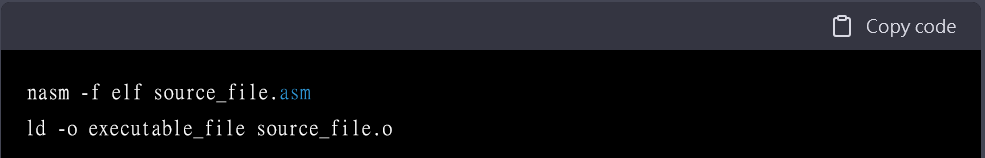 Copy code
nasm -f elf source_file.asm
ld -o executable_file source_file.o